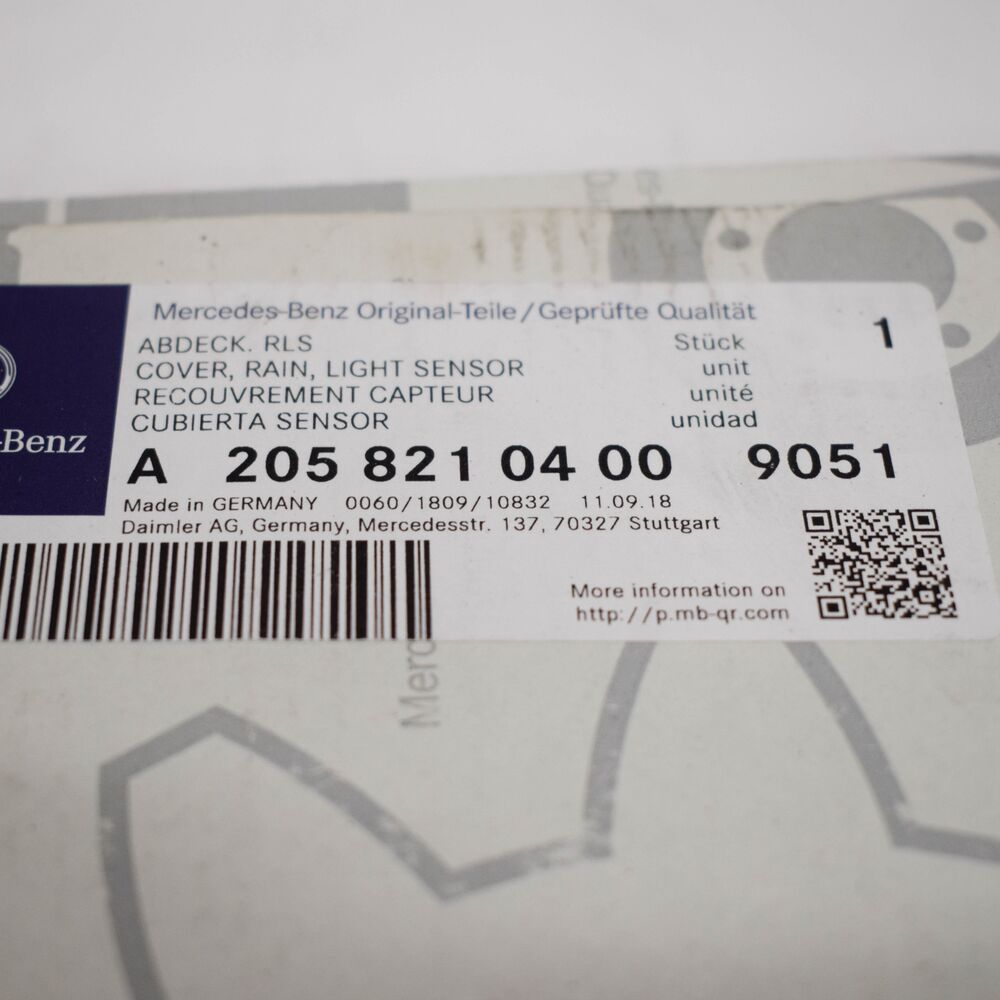 Mercedes-Benz Original-Teile/Geprüfte Qualität
ABDECK. RLS Stück 1
COVER, RAIN, LIGHT SENSOR unit
RECOUVREMENT CAPTEUR unité
CUBIERTA SENSOR unidad
-Benz
A 205 821 04 00 9051
Made in GERMANY 0060/1809/10832 11.09.18
Daimler AG, Germany, Mercedesstr. 137, 70327 Stuttgart
More information on
http://p.mb-qr.com
Merc